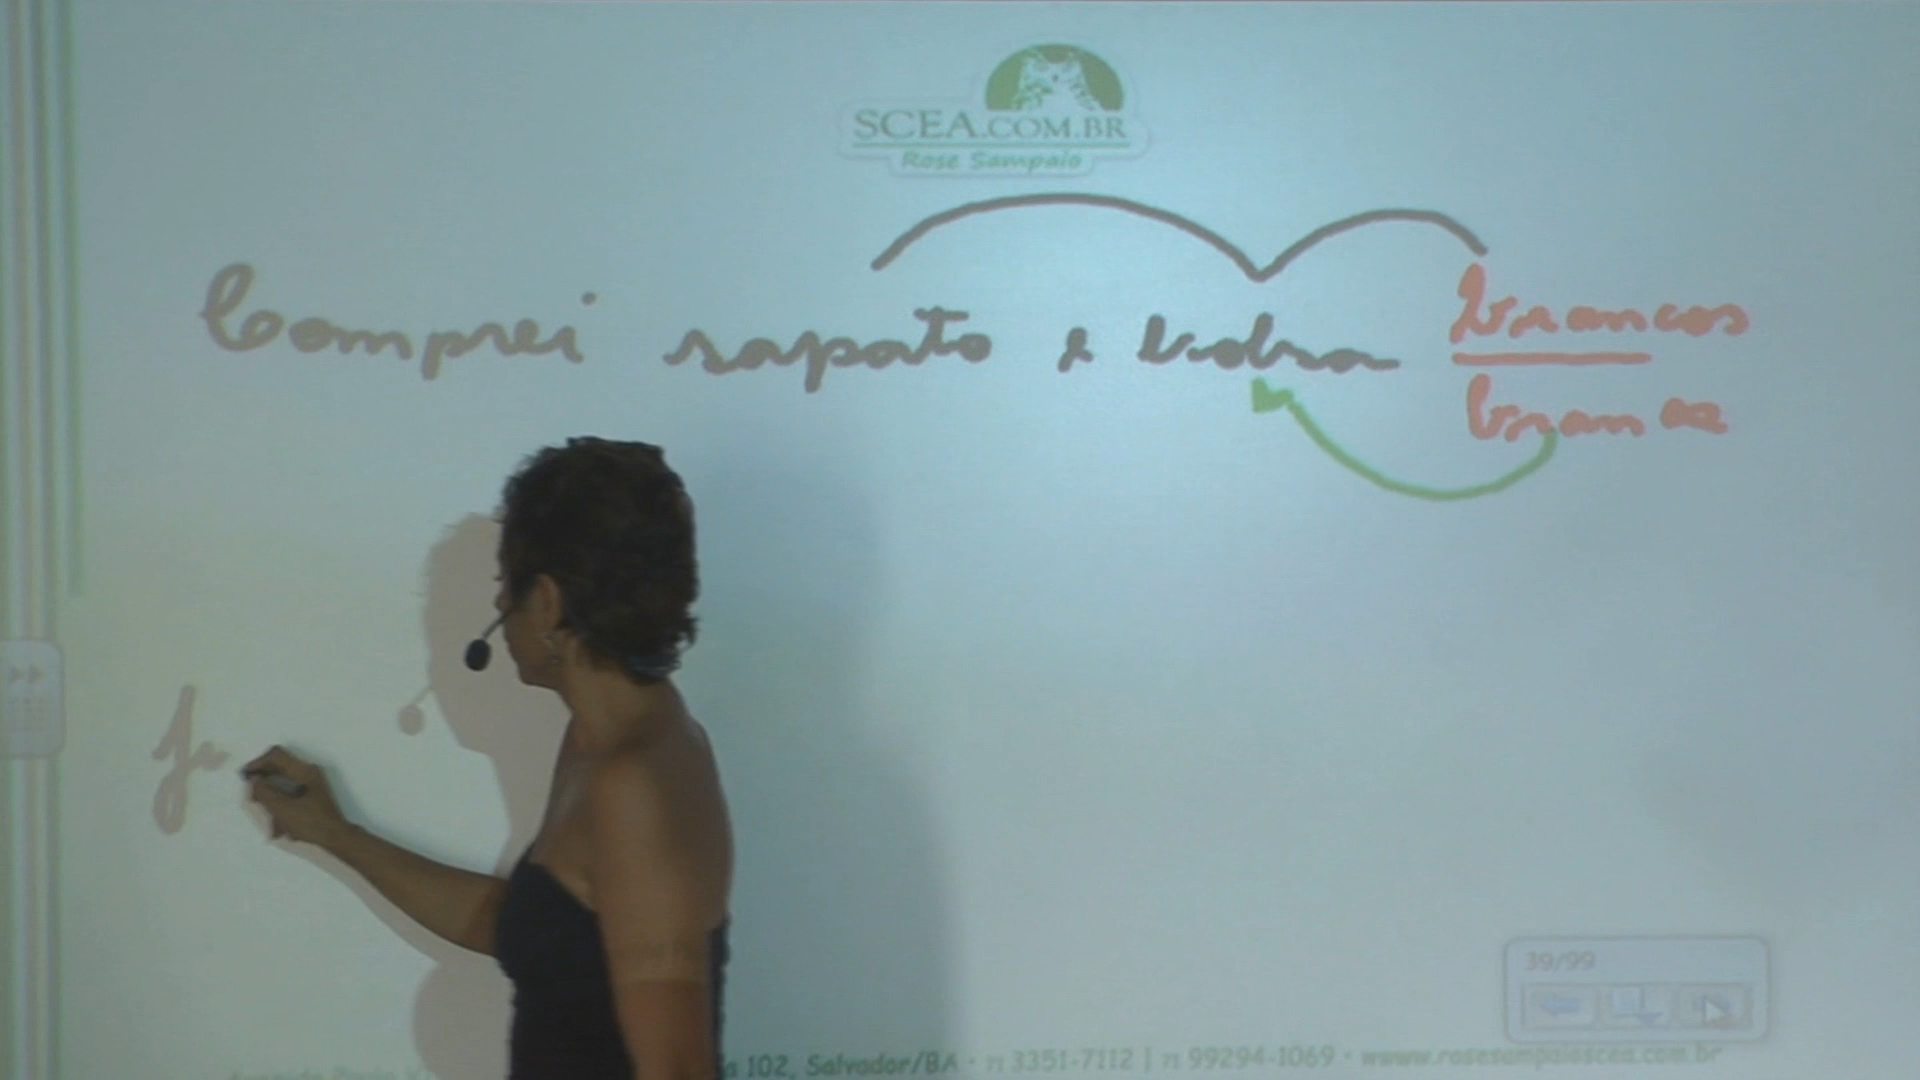 SCEA.COM.BR
Rose Sampaio
Comprei sapato e bolsa brancos
branca
39/99
102, Salvador/BA · 3351-7112 | 99294-1069 · www.rosesampaioscea.com.br